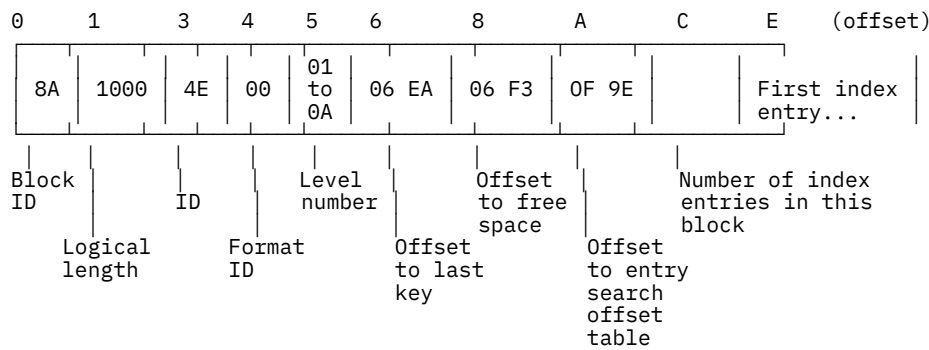 0 1 3 4 5 6 8 A C E (offset)
01
8A 1000 4E 00 to 06 EA 06 F3 0F 9E First index
0A entry...
Block Level Offset Number of index
ID ID number to free entries in this
space block
Logical Format Offset Offset
length ID to last to entry
key search
offset
table